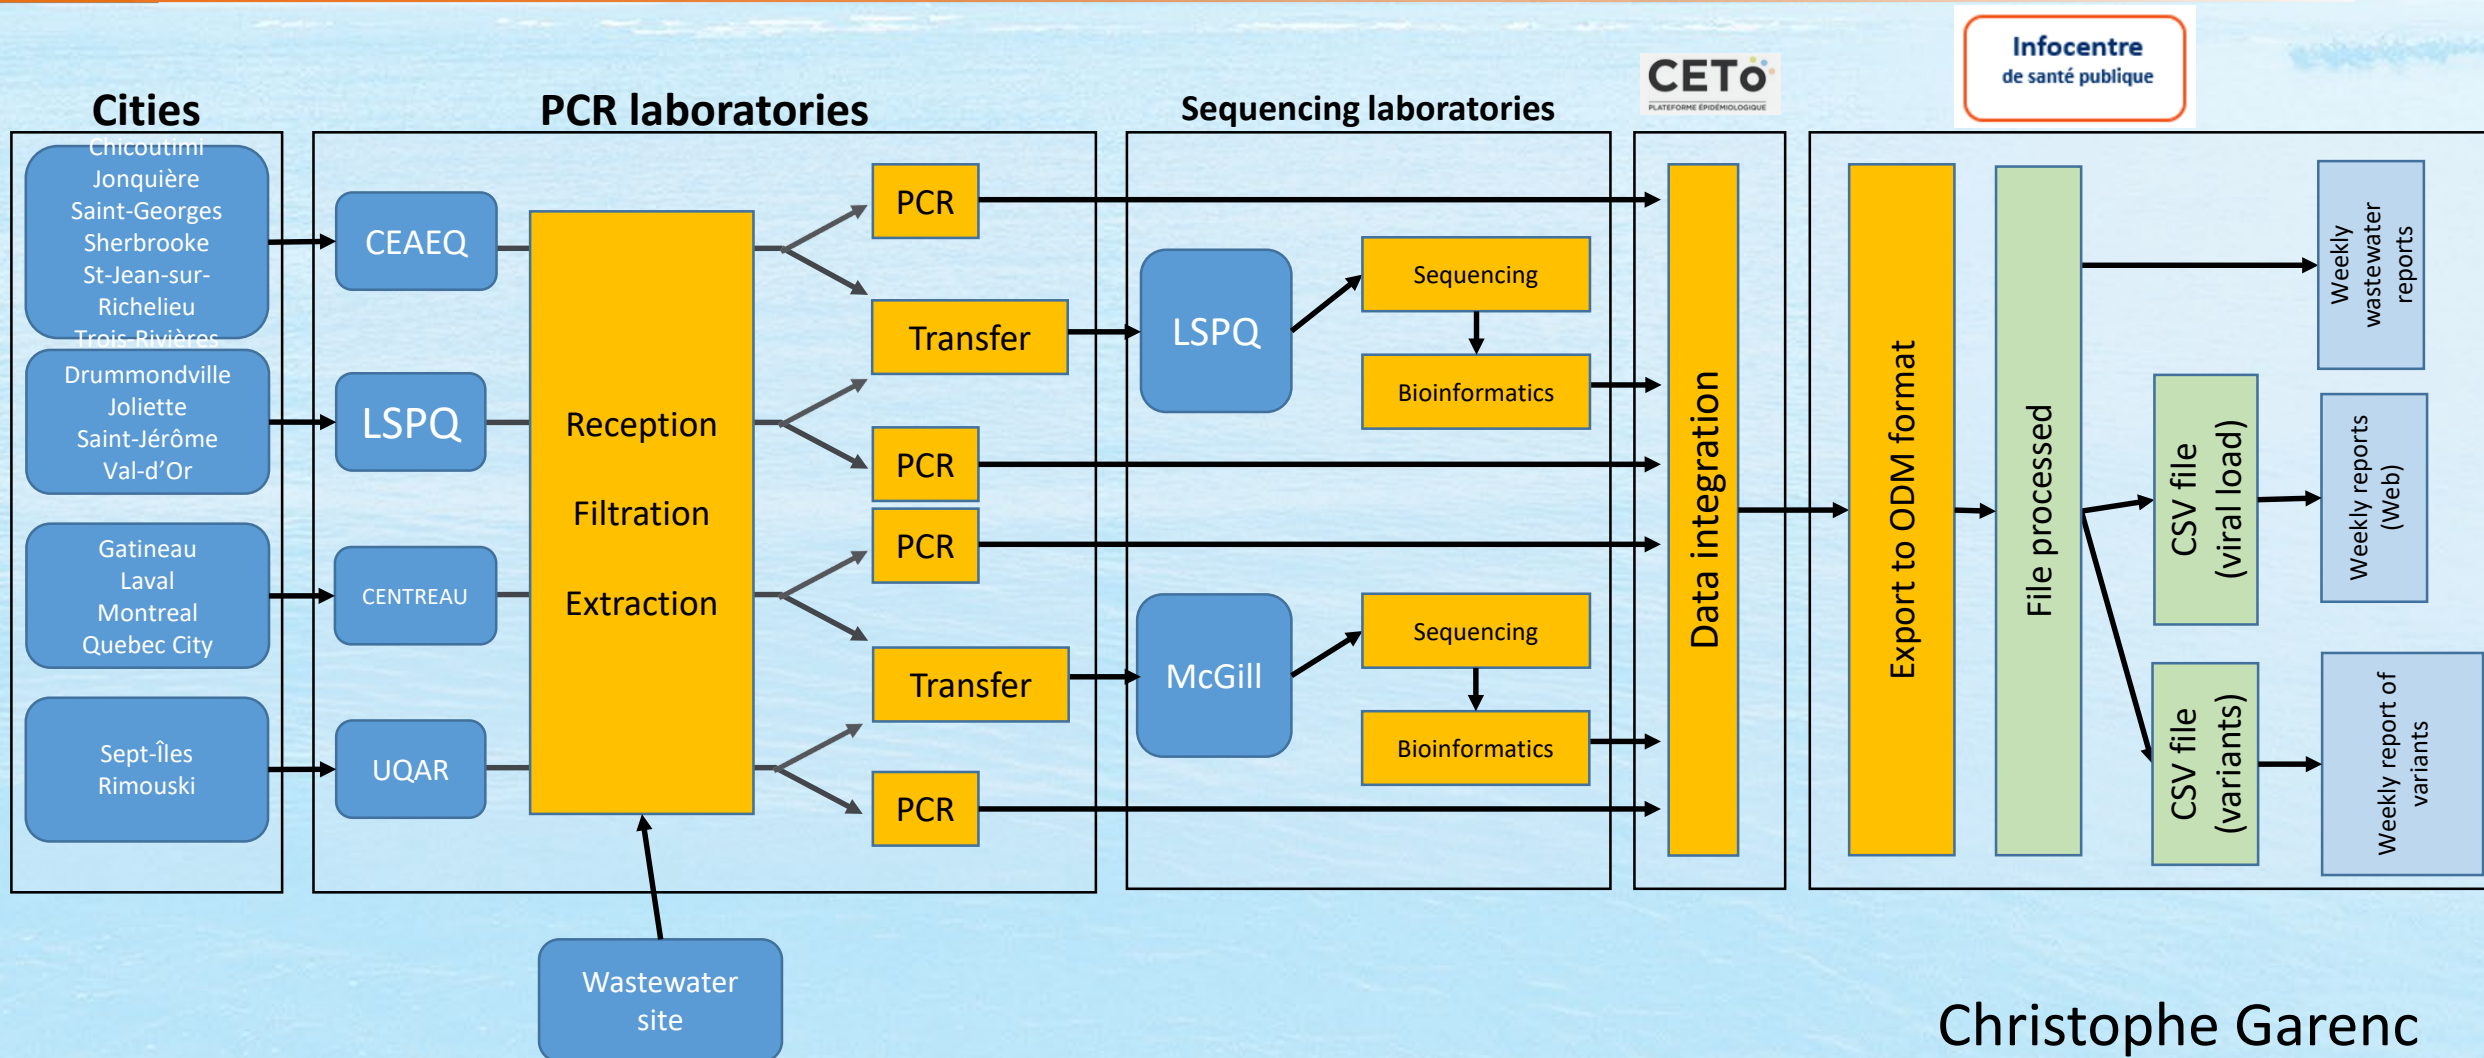 Cities
PCR laboratories
Sequencing laboratories
CETO
PLATEFORME ÉPIDÉMIOLOGIQUE
Infocentre
de santé publique
Chicoutimi
Jonquière
Saint-Georges
Sherbrooke
St-Jean-sur-
Richelieu
Trois-Rivières
Drummondville
Joliette
Saint-Jérôme
Val-d’Or
Gatineau
Laval
Montreal
Quebec City
Sept-Îles
Rimouski
CEAEQ
LSPQ
CENTREAU
UQAR
Reception
Filtration
Extraction
Wastewater
site
PCR
Transfer
PCR
PCR
Transfer
PCR
LSPQ
Sequencing
Bioinformatics
McGill
Sequencing
Bioinformatics
Data integration
Export to ODM format
File processed
CSV file
(viral load)
CSV file
(variants)
Weekly
wastewater
reports
Weekly reports
(Web)
Weekly report of
variants
Christophe Garenc